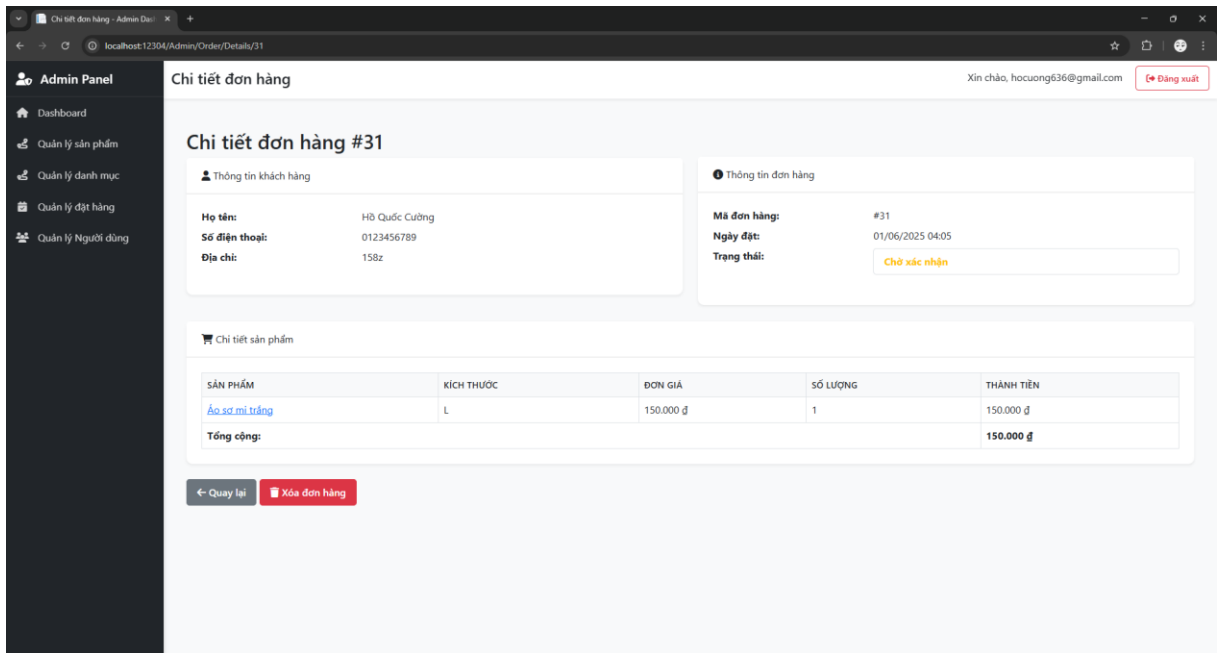 Chi tiết đơn hàng - Admin Das
localhost:12304/Admin/Order/Details/31
Admin Panel
Dashboard
Quản lý sản phẩm
Quản lý danh mục
Quản lý đặt hàng
Quản lý Người dùng
Chi tiết đơn hàng
Xin chào, hocuong636@gmail.com
Đăng xuất
Chi tiết đơn hàng #31
Thông tin khách hàng
Họ tên: Hồ Quốc Cường
Số điện thoại: 0123456789
Địa chỉ: 158z
Thông tin đơn hàng
Mã đơn hàng: #31
Ngày đặt: 01/06/2025 04:05
Trạng thái: Chờ xác nhận
Chi tiết sản phẩm
SẢN PHẨM KÍCH THƯỚC ĐƠN GIÁ SỐ LƯỢNG THÀNH TIỀN
Áo sơ mi trắng L 150.000 ₫ 1 150.000 ₫
Tổng cộng: 150.000 ₫
Quay lại Xóa đơn hàng